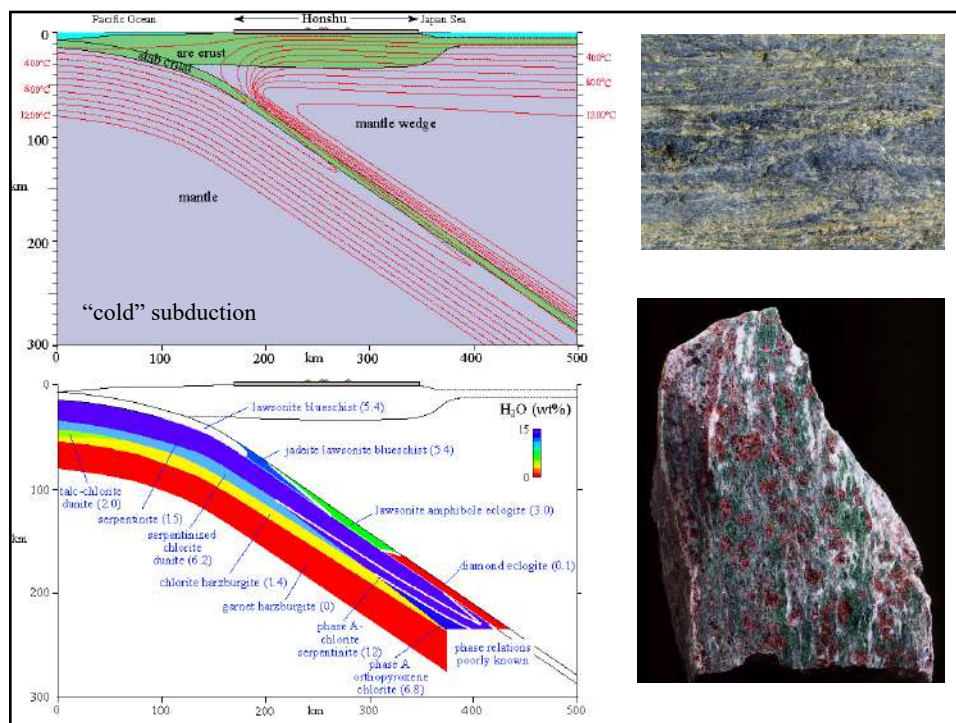 Pacific Ocean
Honshu
Japan Sea
0
100
200
300
km
400°C
800°C
1200°C
arc crust
slab crust
400°C
800°C
1200°C
mantle wedge
mantle
“cold” subduction
0 100 200 300 400 500
km
0
100
200
300
km
H2O (wt%)
15
0
lawsonite blueschist (5.4)
jadeite lawsonite blueschist (5.4)
lawsonite amphibole eclogite (3.0)
diamond eclogite (0.1)
talc-chlorite
dunite (2.0)
serpentinite (15)
serpentinized
chlorite
dunite (6.2)
chlorite harzburgite (1.4)
garnet harzburgite (0)
phase A-
chlorite
serpentinite (12)
phase A
orthopyroxene
chlorite (6.8)
phase relations
poorly known
0 100 200 300 400 500
km